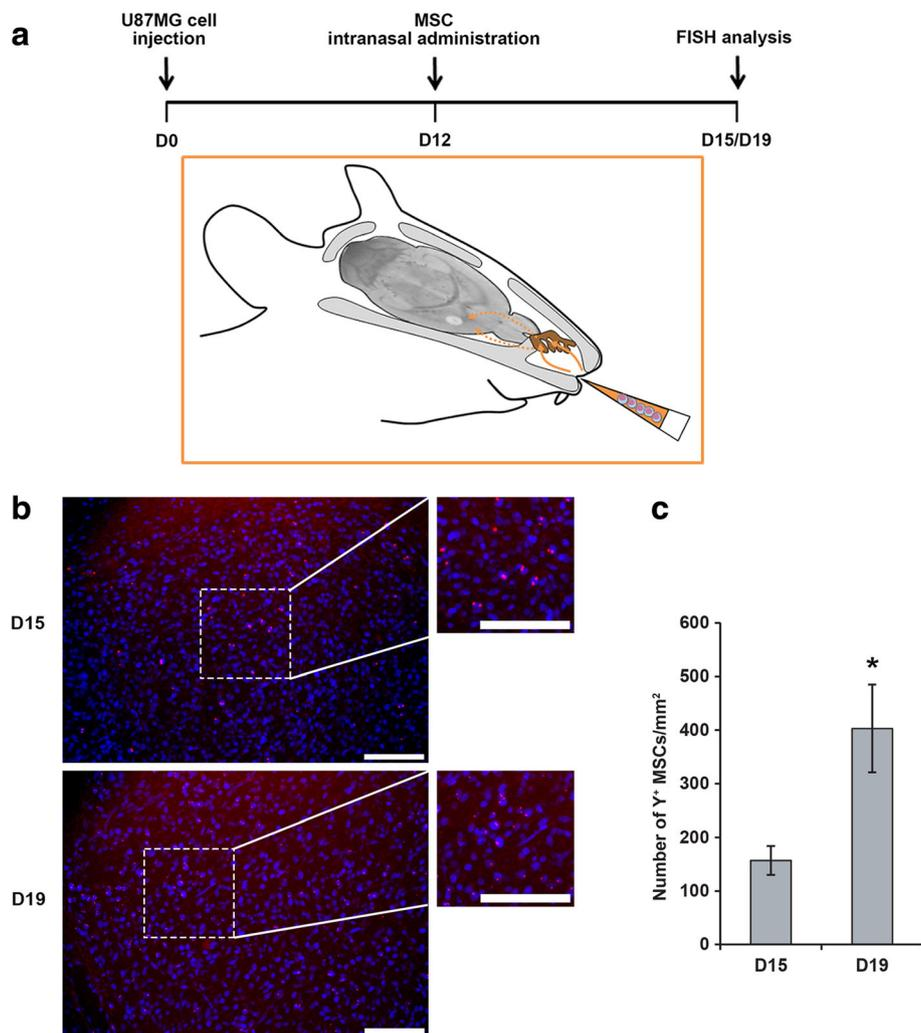 a
U87MG cell
injection
MSC
intranasal administration
FISH analysis
D0
D12
D15/D19
b
D15
D19
c
Number of Y⁺ MSCs/mm²
600
500
400
300
200
100
0
*
D15
D19